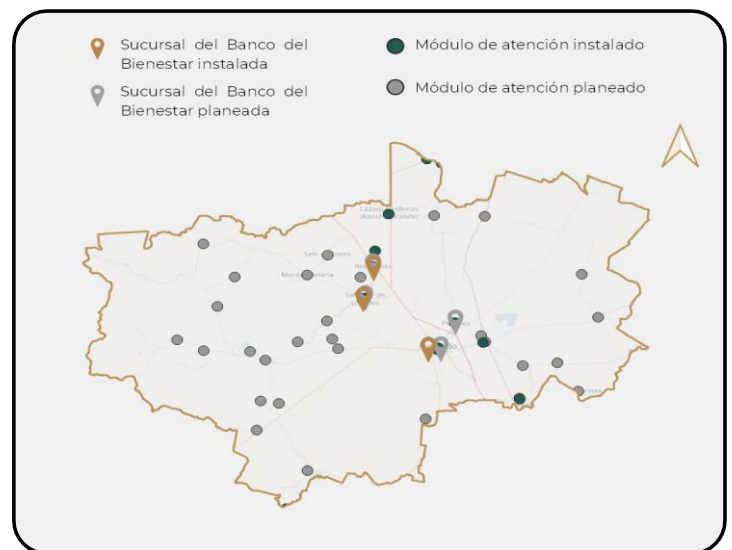 Sucursal del Banco del
Bienestar instalada
Sucursal del Banco del
Bienestar planeada
Módulo de atención instalado
Módulo de atención planeado